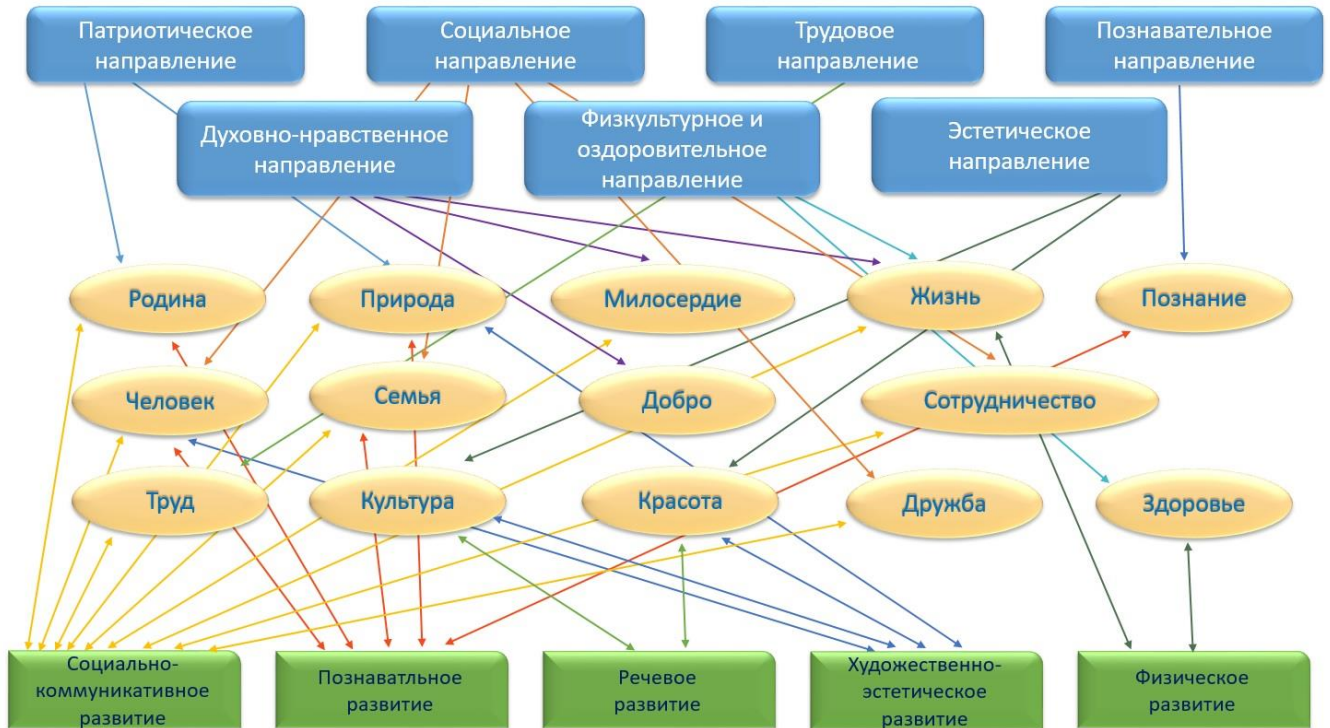 Патриотическое
направление
Социальное
направление
Трудовое
направление
Познавательное
направление
Духовно-нравственное
направление
Физкультурное и
оздоровительное
направление
Эстетическое
направление
Родина
Природа
Милосердие
Жизнь
Познание
Человек
Семья
Добро
Сотрудничество
Труд
Культура
Красота
Дружба
Здоровье
Социально-
коммуникативное
развитие
Познаватльное
развитие
Речевое
развитие
Художественно-
эстетическое
развитие
Физическое
развитие